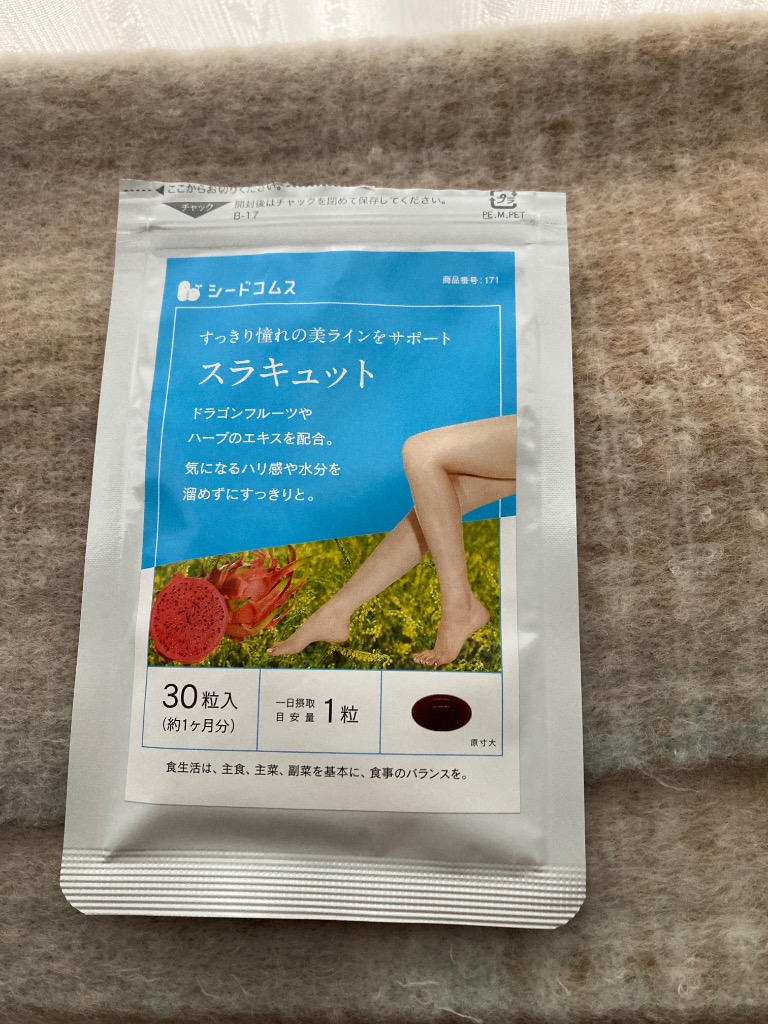 ここからお切りください。
チャック
開封後はチャックを閉めて保存してください。
B-17
プラ
PE,M,PET
シードコムス
商品番号:171
すっきり憧れの美ラインをサポート
スラキュット
ドラゴンフルーツや
ハーブのエキスを配合。
気になるハリ感や水分を
溜めずにすっきりと。
30粒入
(約1ヶ月分)
一日摂取
目安量
1粒
原寸大
食生活は、主食、主菜、副菜を基本に、食事のバランスを。